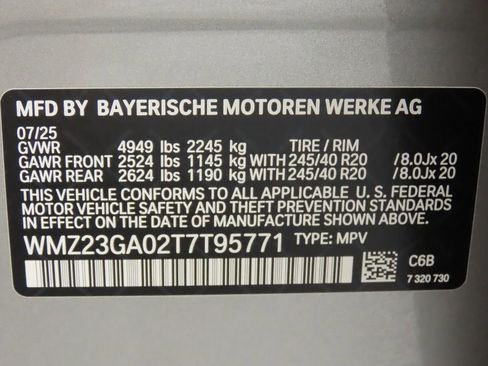 MFD BY BAYERISCHE MOTOREN WERKE AG
07/25
GVWR 4949 lbs 2245 kg TIRE / RIM
GAWR FRONT 2524 lbs 1145 kg WITH 245/40 R20 /8.0Jx 20
GAWR REAR 2624 lbs 1190 kg WITH 245/40 R20 /8.0Jx 20
THIS VEHICLE CONFORMS TO ALL APPLICABLE U. S. FEDERAL
MOTOR VEHICLE SAFETY AND THEFT PREVENTION STANDARDS
IN EFFECT ON THE DATE OF MANUFACTURE SHOWN ABOVE.
WMZ23GA02T7T95771 TYPE: MPV
C6B
7 320 730